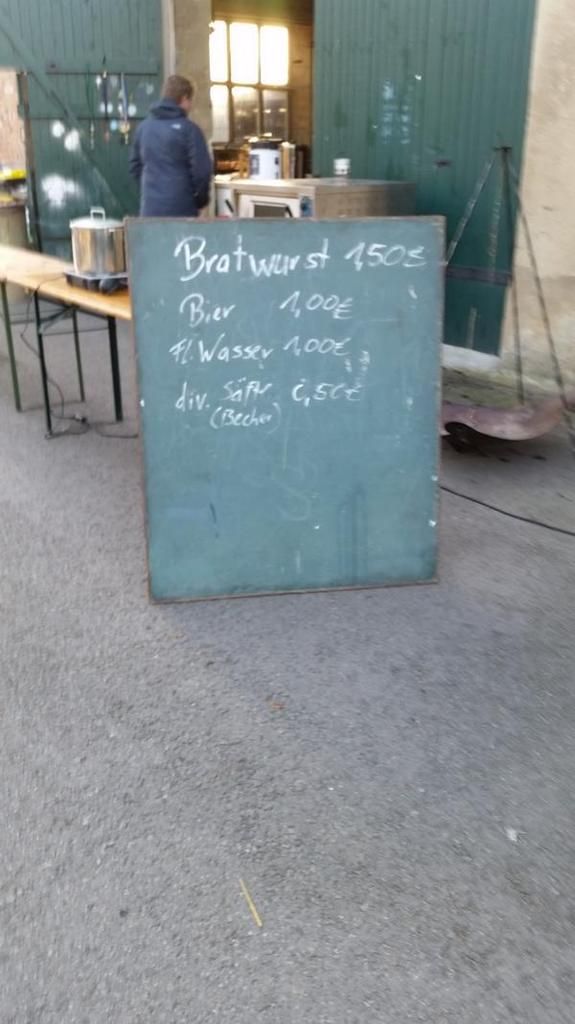 Bratwurst 1,50€
Bier 1,00€
Fl. Wasser 1,00€
div. Säfte 0,50€
(Becher)